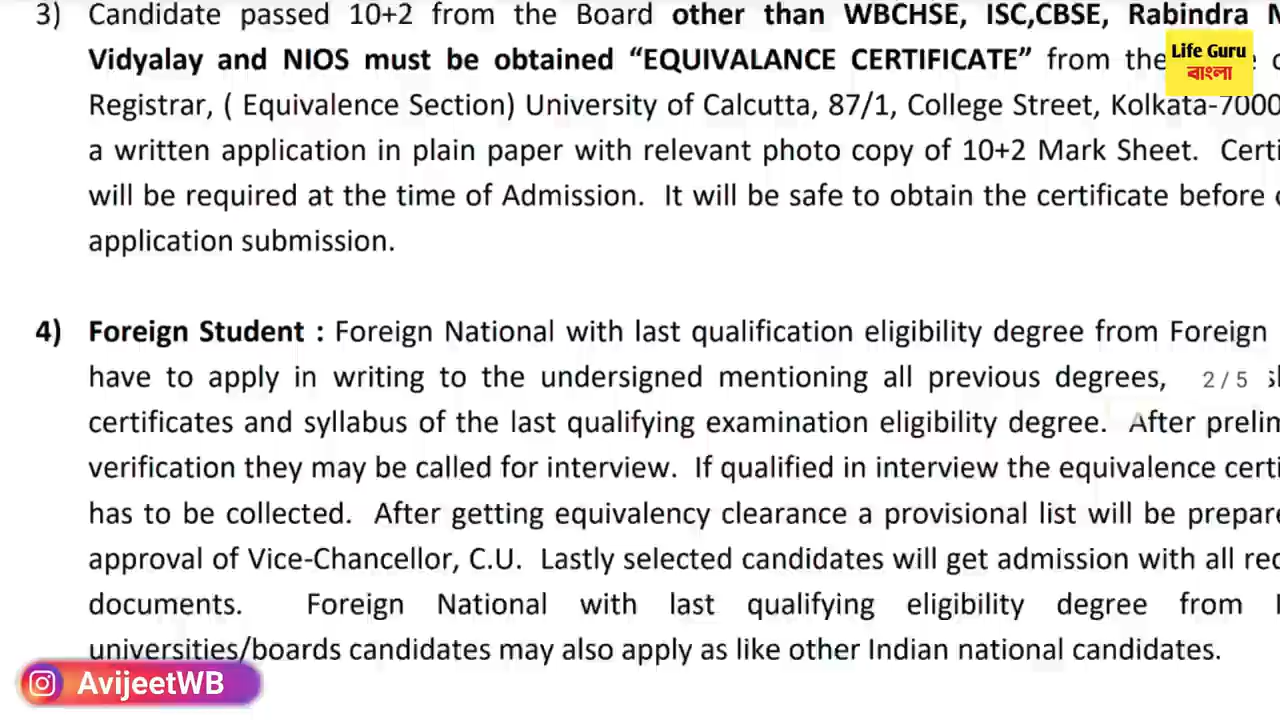 3) Candidate passed 10+2 from the Board other than WBCHSE, ISC,CBSE, Rabindra
Vidyalay and NIOS must be obtained “EQUIVALANCE CERTIFICATE” from the
Registrar, ( Equivalence Section) University of Calcutta, 87/1, College Street, Kolkata-7000
a written application in plain paper with relevant photo copy of 10+2 Mark Sheet. Certi
will be required at the time of Admission. It will be safe to obtain the certificate before
application submission.
4) Foreign Student : Foreign National with last qualification eligibility degree from Foreign
have to apply in writing to the undersigned mentioning all previous degrees,
certificates and syllabus of the last qualifying examination eligibility degree. After prelim
verification they may be called for interview. If qualified in interview the equivalence certi
has to be collected. After getting equivalency clearance a provisional list will be prepare
approval of Vice-Chancellor, C.U. Lastly selected candidates will get admission with all req
documents. Foreign National with last qualifying eligibility degree from
universities/boards candidates may also apply as like other Indian national candidates.
Life Guru
বাংলা
2 / 5
AvijeetWB